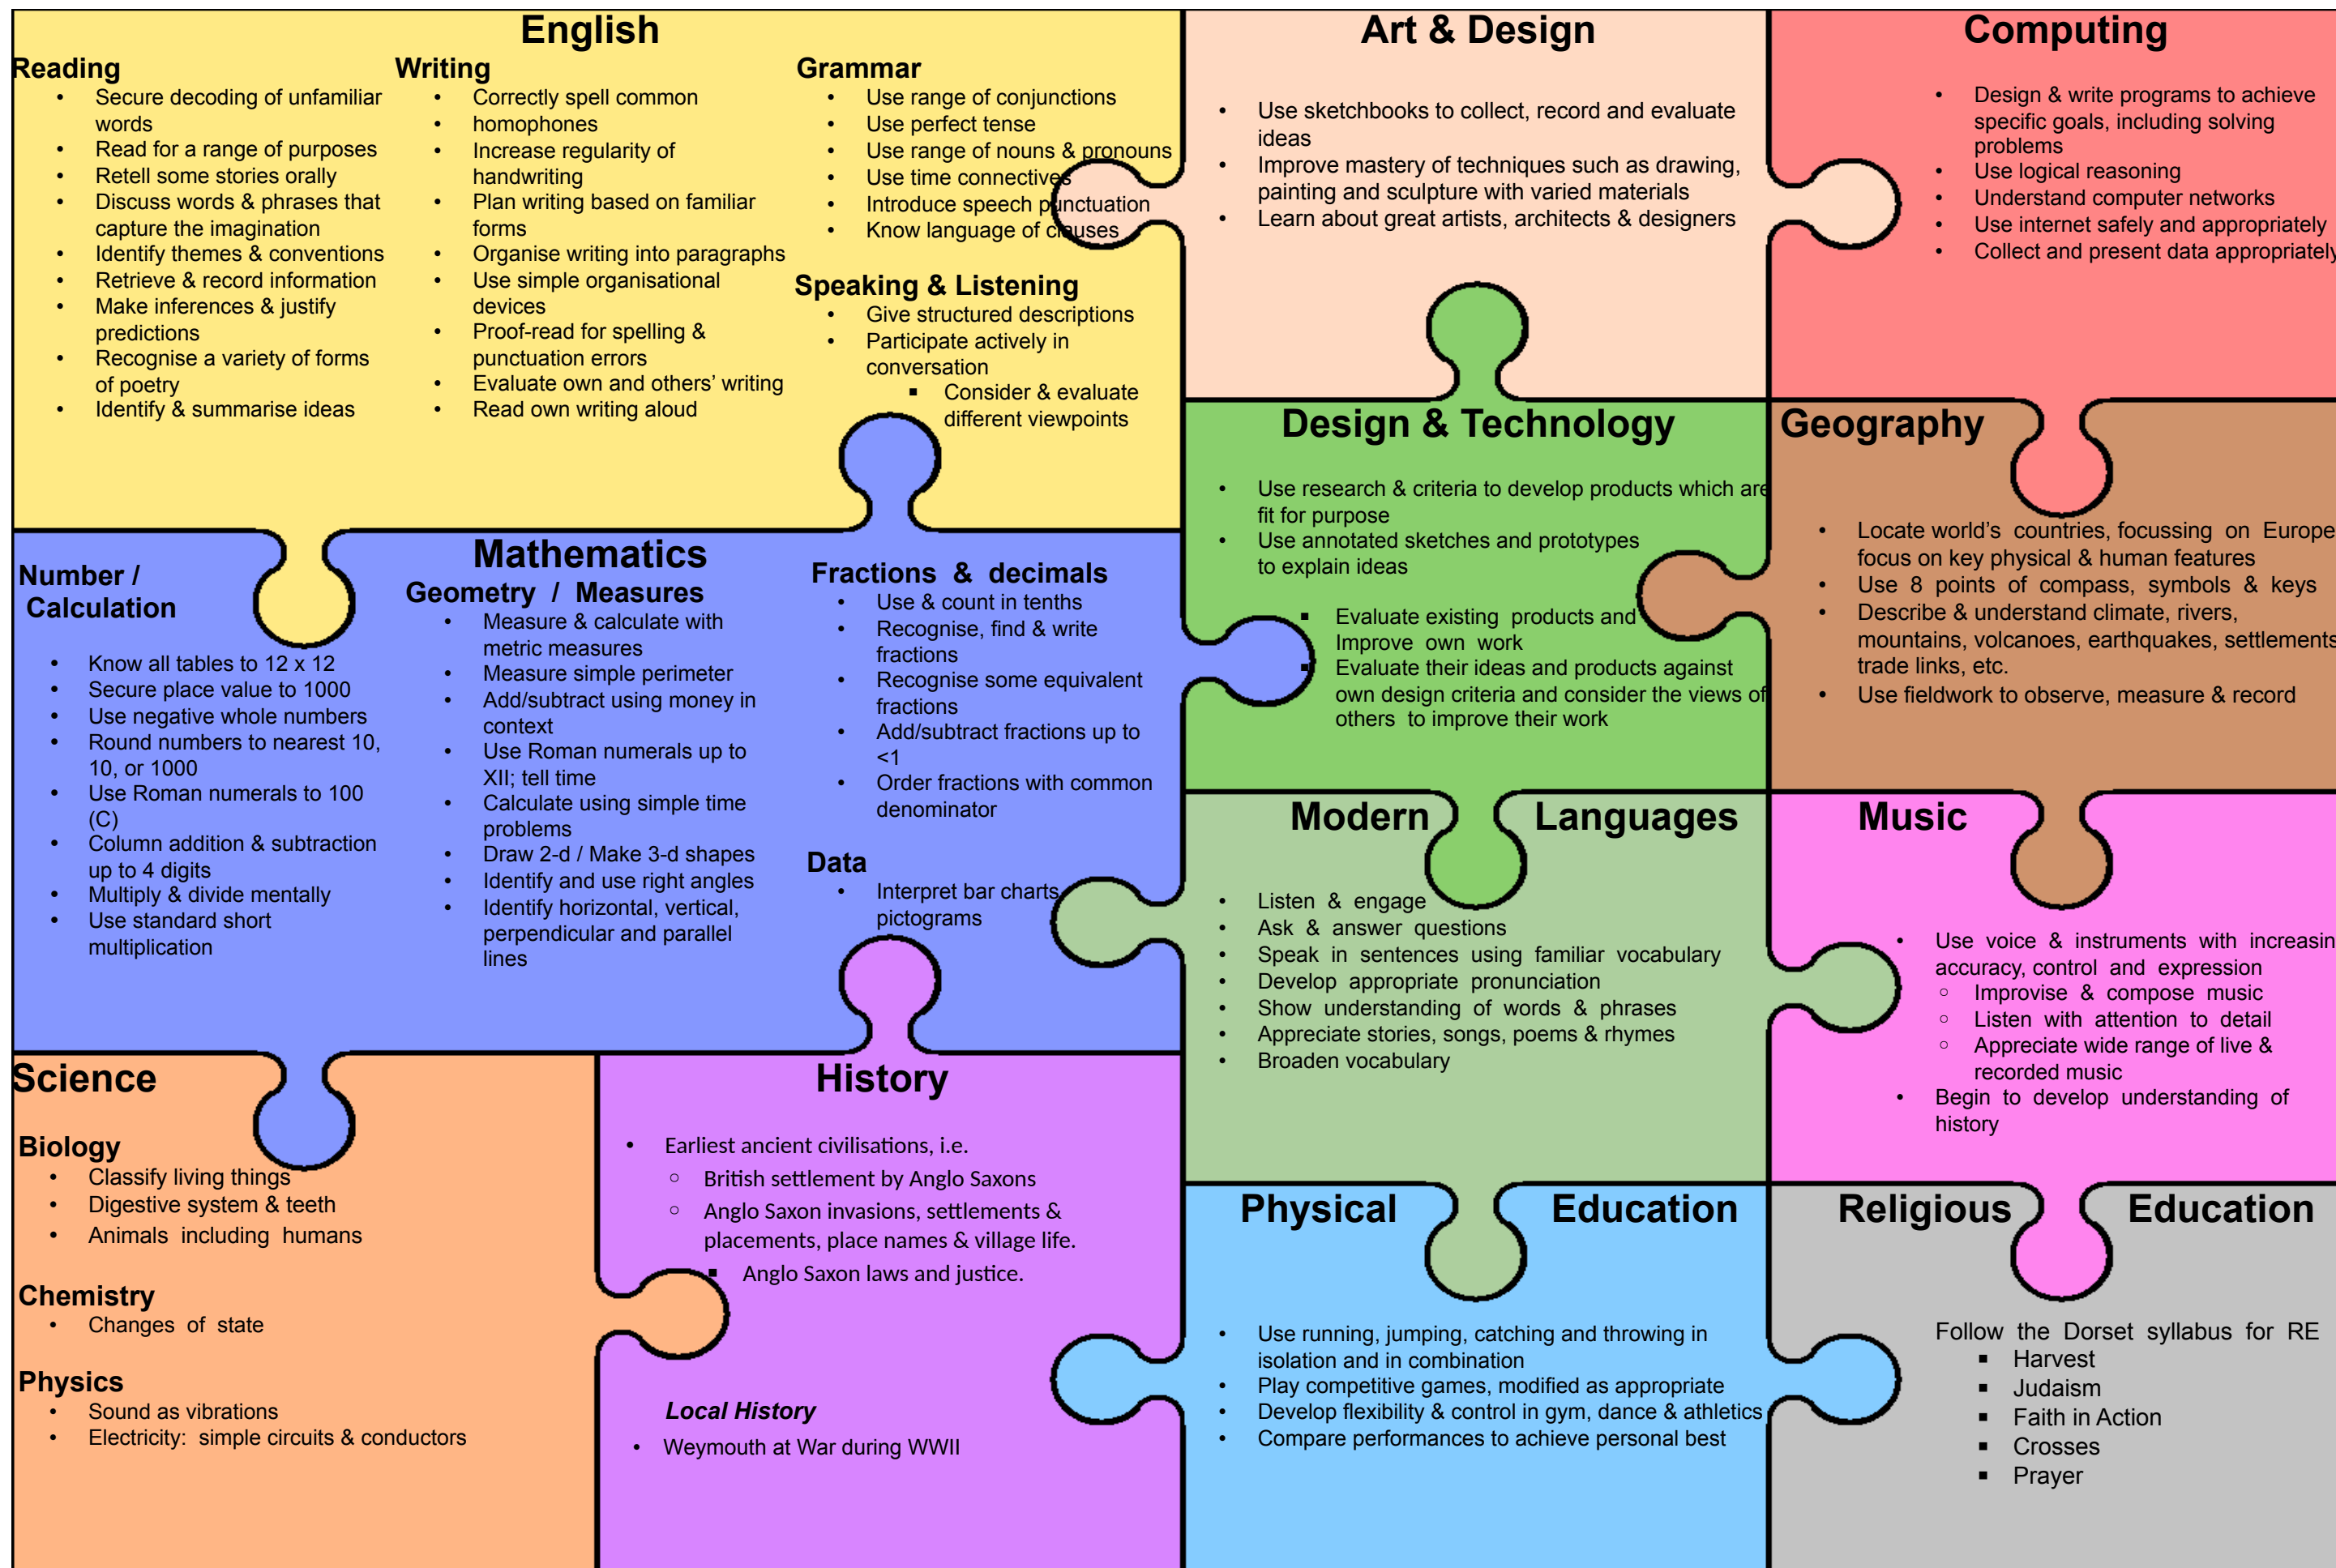 English
Reading
• Secure decoding of unfamiliar
words
• Read for a range of purposes
• Retell some stories orally
• Discuss words & phrases that
capture the imagination
• Identify themes & conventions
• Retrieve & record information
• Make inferences & justify
predictions
• Recognise a variety of forms
of poetry
• Identify & summarise ideas
Writing
• Correctly spell common
• homophones
• Increase regularity of
handwriting
• Plan writing based on familiar
forms
• Organise writing into paragraphs
• Use simple organisational
devices
• Proof-read for spelling &
punctuation errors
• Evaluate own and others' writing
• Read own writing aloud
Grammar
• Use range of conjunctions
• Use perfect tense
• Use range of nouns & pronouns
• Use time connectives
• Introduce speech punctuation
• Know language of clauses
Speaking & Listening
• Give structured descriptions
• Participate actively in
conversation
▪ Consider & evaluate
different viewpoints
Art & Design
• Use sketchbooks to collect, record and evaluate
ideas
• Improve mastery of techniques such as drawing,
painting and sculpture with varied materials
• Learn about great artists, architects & designers
Computing
• Design & write programs to achieve
specific goals, including solving
problems
• Use logical reasoning
• Understand computer networks
• Use internet safely and appropriately
• Collect and present data appropriately
Mathematics
Number /
Calculation
• Know all tables to 12 x 12
• Secure place value to 1000
• Use negative whole numbers
• Round numbers to nearest 10,
10, or 1000
• Use Roman numerals to 100
(C)
• Column addition & subtraction
up to 4 digits
• Multiply & divide mentally
• Use standard short
multiplication
Geometry / Measures
• Measure & calculate with
metric measures
• Measure simple perimeter
• Add/subtract using money in
context
• Use Roman numerals up to
XII; tell time
• Calculate using simple time
problems
• Draw 2-d / Make 3-d shapes
• Identify and use right angles
• Identify horizontal, vertical,
perpendicular and parallel
lines
Fractions & decimals
• Use & count in tenths
• Recognise, find & write
fractions
• Recognise some equivalent
fractions
• Add/subtract fractions up to
<1
• Order fractions with common
denominator
Data
• Interpret bar charts
pictograms
Design & Technology
• Use research & criteria to develop products which are
fit for purpose
• Use annotated sketches and prototypes
to explain ideas
▪ Evaluate existing products and
Improve own work
▪ Evaluate their ideas and products against
own design criteria and consider the views of
others to improve their work
Geography
• Locate world's countries, focussing on Europe
focus on key physical & human features
• Use 8 points of compass, symbols & keys
• Describe & understand climate, rivers,
mountains, volcanoes, earthquakes, settlements
trade links, etc.
• Use fieldwork to observe, measure & record
Modern Languages
• Listen & engage
• Ask & answer questions
• Speak in sentences using familiar vocabulary
• Develop appropriate pronunciation
• Show understanding of words & phrases
• Appreciate stories, songs, poems & rhymes
• Broaden vocabulary
Music
• Use voice & instruments with increasin
accuracy, control and expression
○ Improvise & compose music
○ Listen with attention to detail
○ Appreciate wide range of live &
recorded music
• Begin to develop understanding of
history
Science
Biology
• Classify living things
• Digestive system & teeth
• Animals including humans
Chemistry
• Changes of state
Physics
• Sound as vibrations
• Electricity: simple circuits & conductors
History
• Earliest ancient civilisations, i.e.
○ British settlement by Anglo Saxons
○ Anglo Saxon invasions, settlements &
placements, place names & village life.
▪ Anglo Saxon laws and justice.
Local History
• Weymouth at War during WWII
Physical Education
• Use running, jumping, catching and throwing in
isolation and in combination
• Play competitive games, modified as appropriate
• Develop flexibility & control in gym, dance & athletics
• Compare performances to achieve personal best
Religious Education
Follow the Dorset syllabus for RE
▪ Harvest
▪ Judaism
▪ Faith in Action
▪ Crosses
▪ Prayer